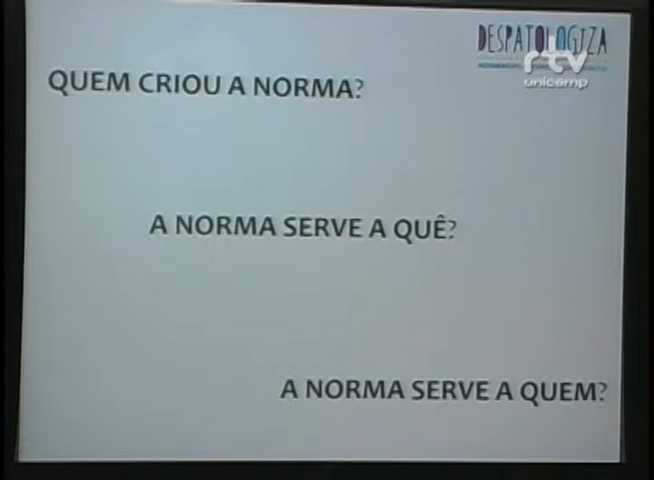 DESPATOLOGIZA
rtv
unicamp
QUEM CRIOU A NORMA?
A NORMA SERVE A QUÊ?
A NORMA SERVE A QUEM?